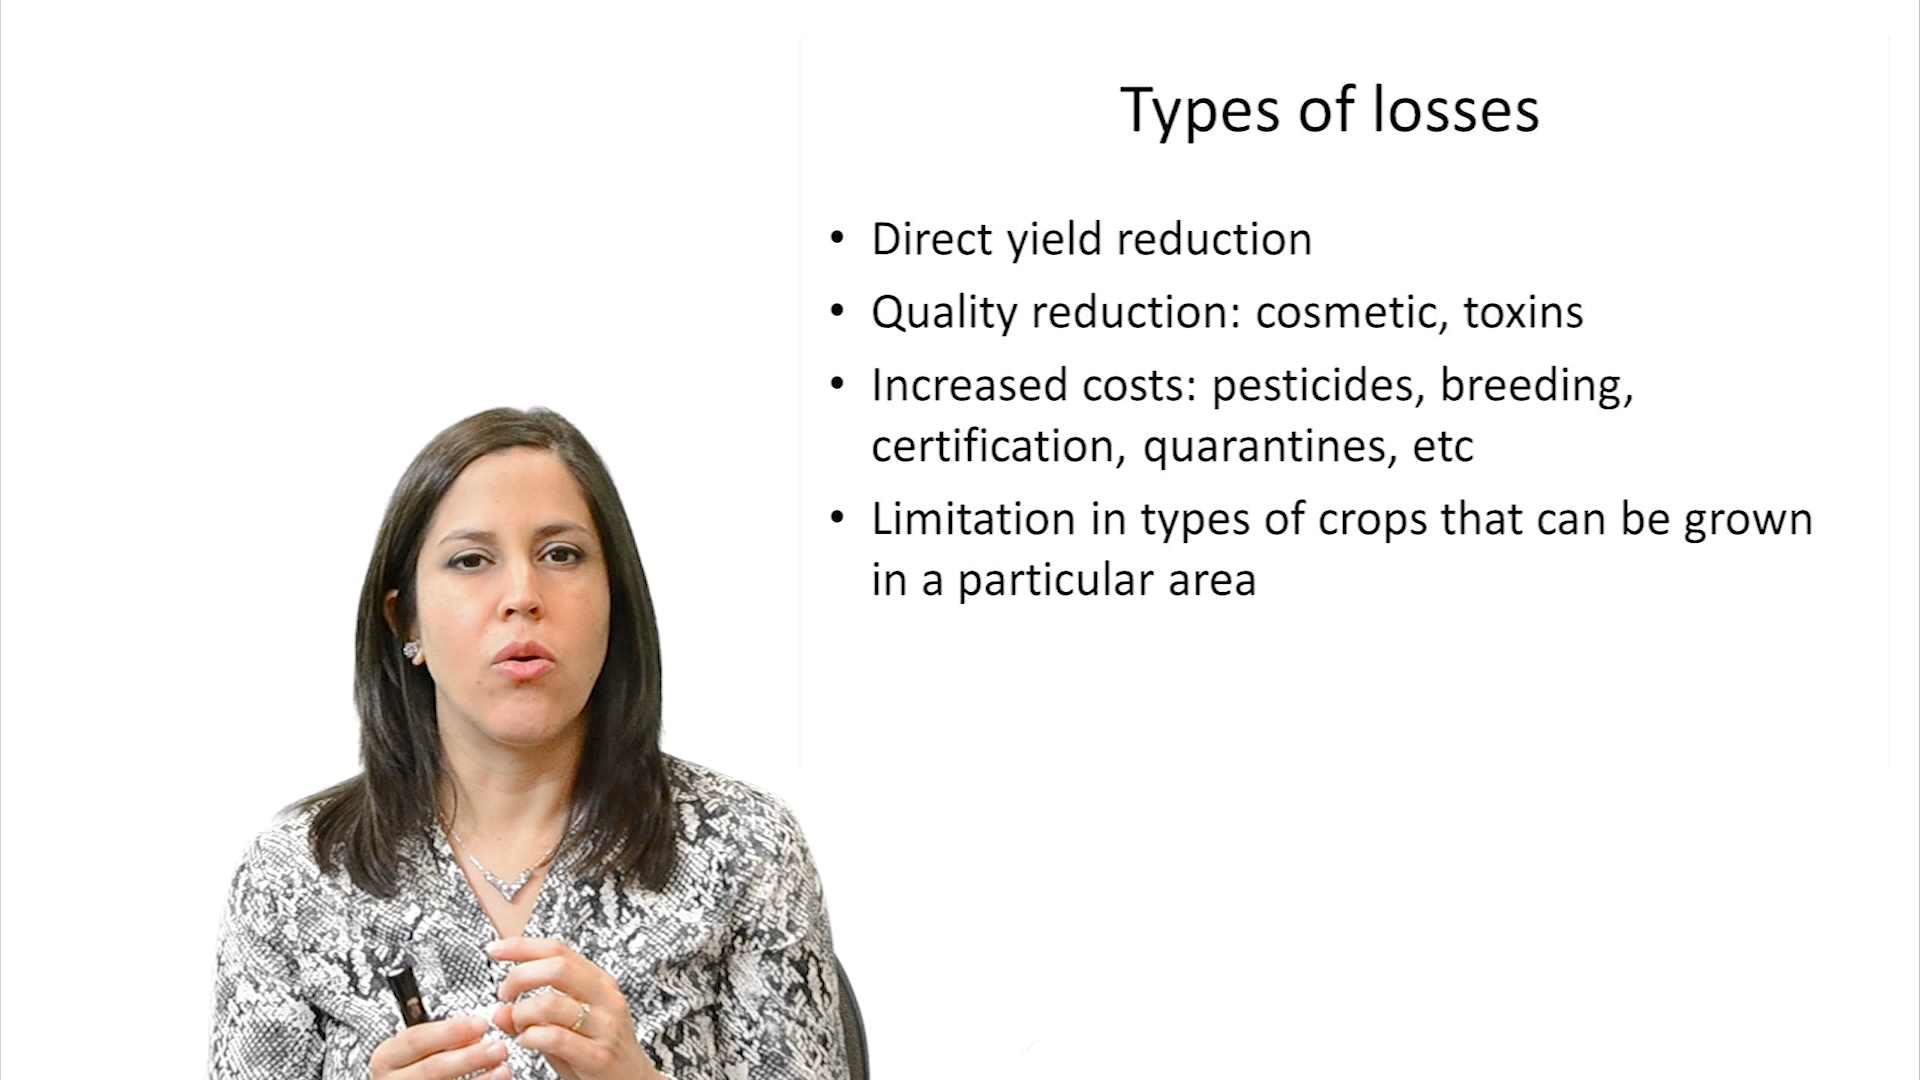 Types of losses
• Direct yield reduction
• Quality reduction: cosmetic, toxins
• Increased costs: pesticides, breeding,
certification, quarantines, etc
• Limitation in types of crops that can be grown
in a particular area